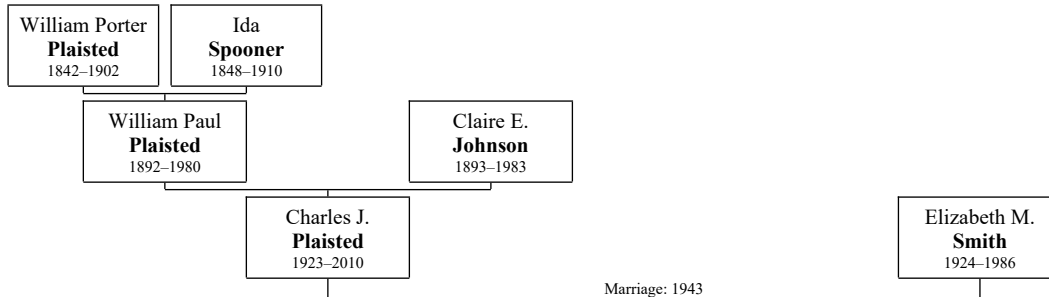 William Porter
Plaisted
1842–1902
Ida
Spooner
1848–1910
William Paul
Plaisted
1892–1980
Claire E.
Johnson
1893–1983
Charles J.
Plaisted
1923–2010
Elizabeth M.
Smith
1924–1986
Marriage: 1943